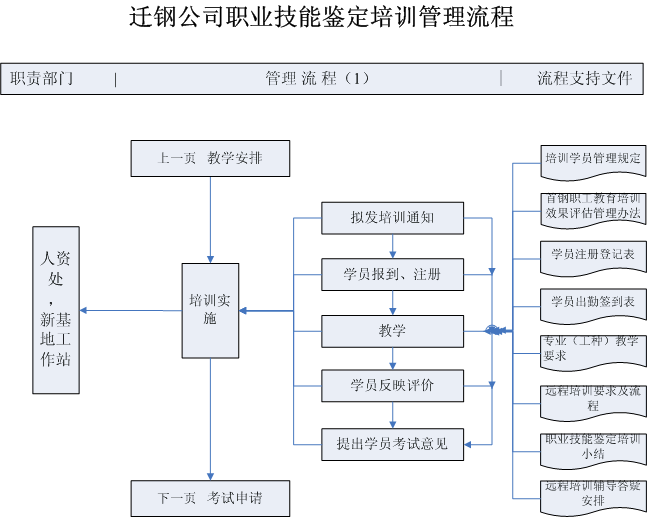 迁钢公司职业技能鉴定培训管理流程
职责部门 | 管理 流 程（1） | 流程支持文件
上一页 教学安排
人资
处
，
新基
地工
作站
培训实
施
拟发培训通知
学员报到、注册
教学
学员反映评价
提出学员考试意见
下一页 考试申请
培训学员管理规定
首钢职工教育培训
效果评估管理办法
学员注册登记表
学员出勤签到表
专业（工种）教学
要求
远程培训要求及流
程
职业技能鉴定培训
小结
远程培训辅导答疑
安排